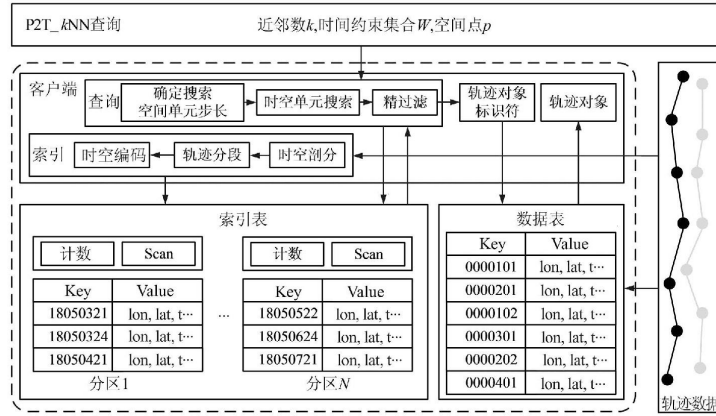 P2T_kNN查询
近邻数k,时间约束集合W,空间点p
客户端
查询
确定搜索
空间单元步长
时空单元搜索
精过滤
轨迹对象
标识符
轨迹对象
索引
时空编码
轨迹分段
时空剖分
索引表
计数
Scan
Key Value
18050321 lon, lat, t···
18050324 lon, lat, t···
18050421 lon, lat, t···
分区1
···
计数
Scan
Key Value
18050522 lon, lat, t···
18050624 lon, lat, t···
18050721 lon, lat, t···
分区N
数据表
Key Value
0000101 lon, lat, t···
0000201 lon, lat, t···
0000102 lon, lat, t···
0000301 lon, lat, t···
0000202 lon, lat, t···
0000401 lon, lat, t···
轨迹数据